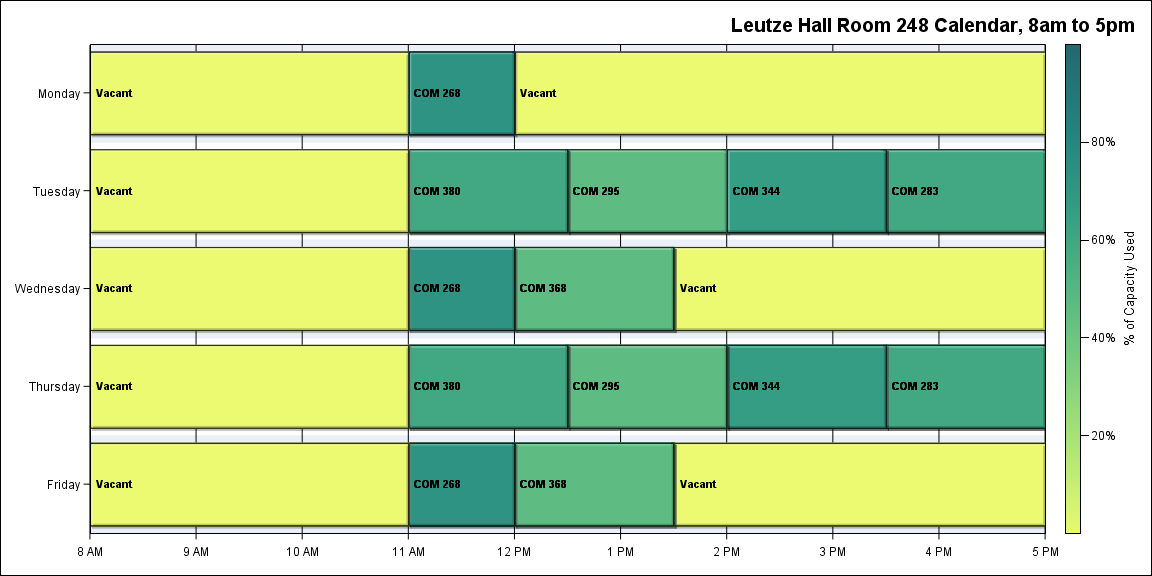 Leutze Hall Room 248 Calendar, 8am to 5pm
Monday
Vacant
COM 268
Vacant
Tuesday
Vacant
COM 380
COM 295
COM 344
COM 283
Wednesday
Vacant
COM 268
COM 368
Vacant
Thursday
Vacant
COM 380
COM 295
COM 344
COM 283
Friday
Vacant
COM 268
COM 368
Vacant
8 AM 9 AM 10 AM 11 AM 12 PM 1 PM 2 PM 3 PM 4 PM 5 PM
80%
60%
40%
20%
% of Capacity Used